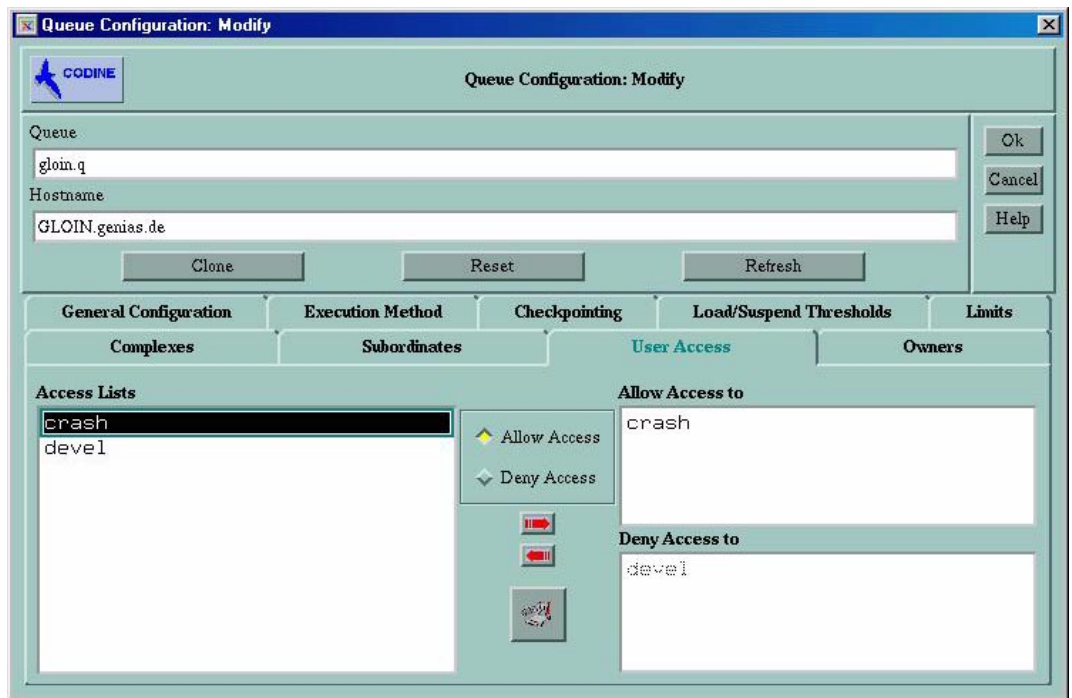 Queue Configuration: Modify
CODINE
Queue Configuration: Modify
Queue
gloin.q
Hostname
GLOIN.genias.de
Clone Reset Refresh
Ok
Cancel
Help
General Configuration Execution Method Checkpointing Load/Suspend Thresholds Limits
Complexes Subordinates User Access Owners
Access Lists
crash
devel
Allow Access
Deny Access
Allow Access to
crash
Deny Access to
devel